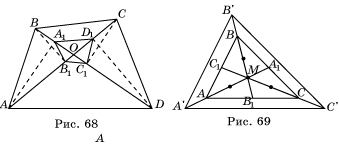 B C
A₁ D₁
O
B₁ C₁
A D
Рис. 68
A
B'
B
C₁ A₁
M
A' A B₁ C C'
Рис. 69